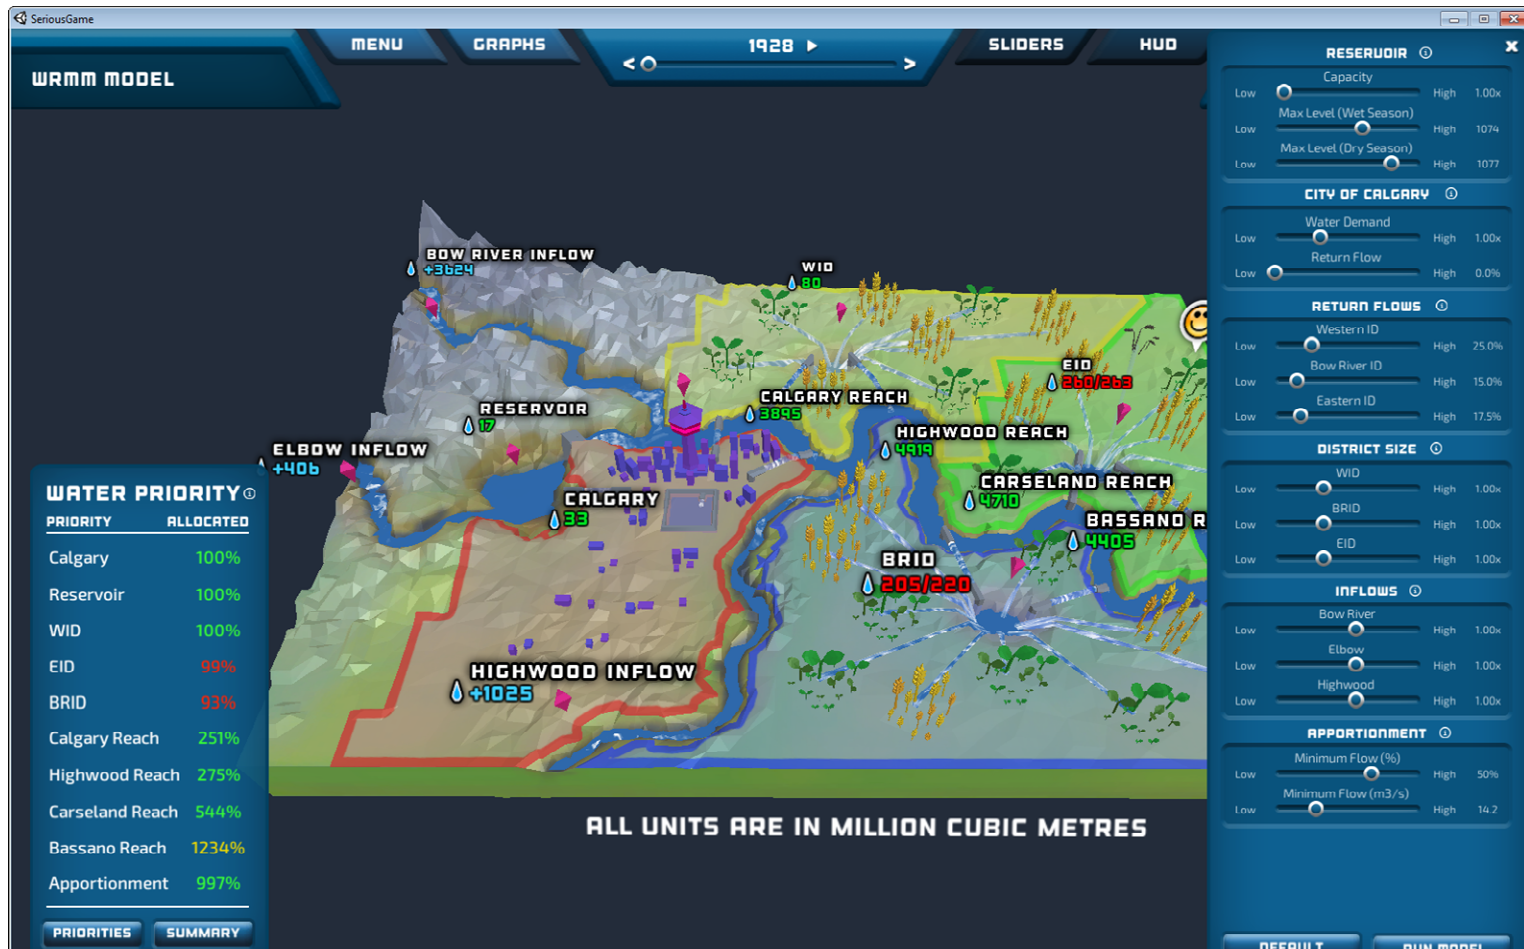 SeriousGame
MENU
GRAPHS
1928
< >
SLIDERS
HUD
WRMM MODEL
BOW RIVER INFLOW
+3624
WID
80
EID
260/263
CALGARY REACH
3895
RESERVOIR
17
HIGHWOOD REACH
4919
ELBOW INFLOW
+406
CARSELAND REACH
4710
CALGARY
33
BASSANO R
4405
BRID
205/220
HIGHWOOD INFLOW
+1025
ALL UNITS ARE IN MILLION CUBIC METRES
WATER PRIORITY
PRIORITY ALLOCATED
Calgary 100%
Reservoir 100%
WID 100%
EID 99%
BRID 93%
Calgary Reach 251%
Highwood Reach 275%
Carseland Reach 544%
Bassano Reach 1234%
Apportionment 997%
PRIORITIES SUMMARY
RESERVOIR
Capacity
Low High 1.00x
Max Level (Wet Season)
Low High 1074
Max Level (Dry Season)
Low High 1077
CITY OF CALGARY
Water Demand
Low High 1.00x
Return Flow
Low High 0.0%
RETURN FLOWS
Western ID
Low High 25.0%
Bow River ID
Low High 15.0%
Eastern ID
Low High 17.5%
DISTRICT SIZE
WID
Low High 1.00x
BRID
Low High 1.00x
EID
Low High 1.00x
INFLOWS
Bow River
Low High 1.00x
Elbow
Low High 1.00x
Highwood
Low High 1.00x
APPORTIONMENT
Minimum Flow (%)
Low High 50%
Minimum Flow (m3/s)
Low High 14.2
DEFAULT RUN MODEL